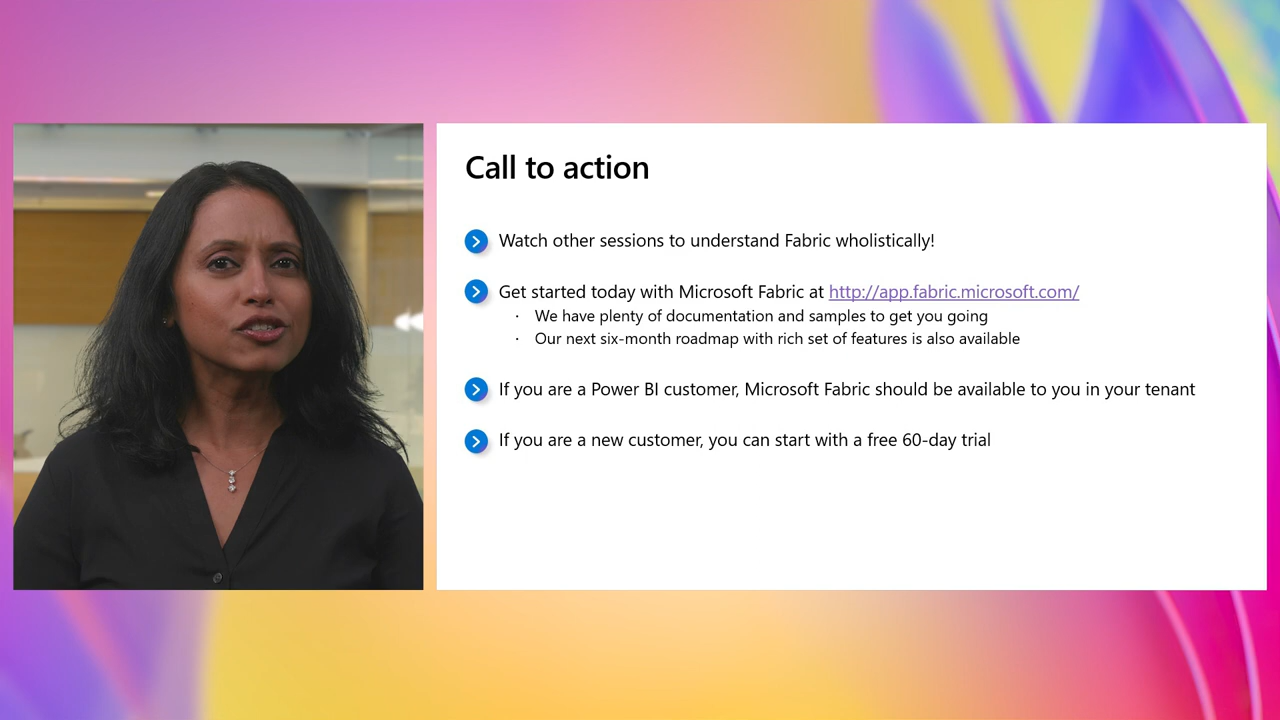 Call to action
Watch other sessions to understand Fabric wholistically!
Get started today with Microsoft Fabric at http://app.fabric.microsoft.com/
· We have plenty of documentation and samples to get you going
· Our next six-month roadmap with rich set of features is also available
If you are a Power BI customer, Microsoft Fabric should be available to you in your tenant
If you are a new customer, you can start with a free 60-day trial